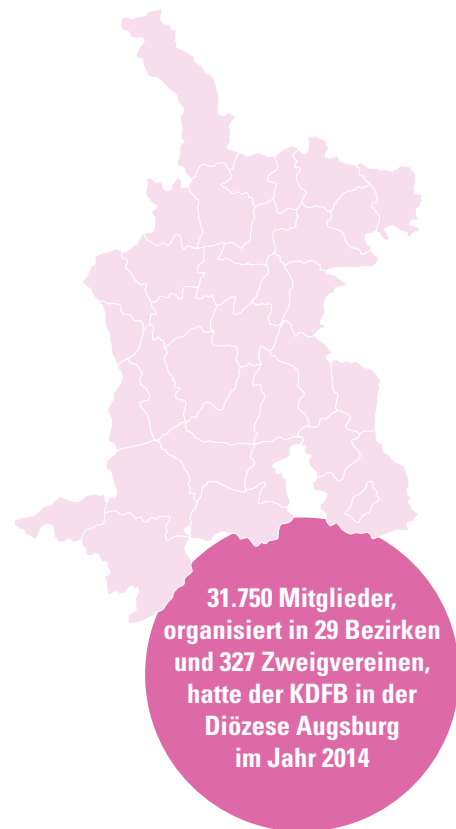 31.750 Mitglieder,
organisiert in 29 Bezirken
und 327 Zweigvereinen,
hatte der KDFB in der
Diözese Augsburg
im Jahr 2014